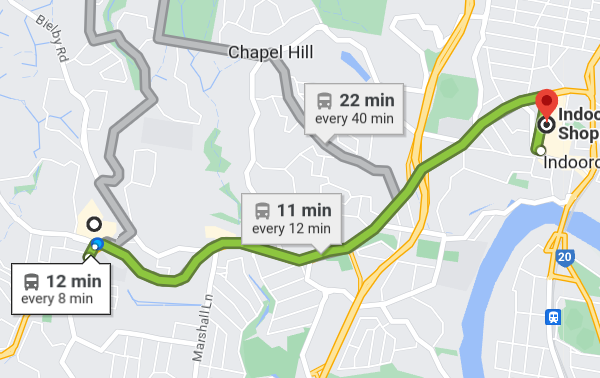 Bielby Rd
Chapel Hill
22 min
every 40 min
Indoo
Shop
Indooro
11 min
every 12 min
20
12 min
every 8 min
Marshall Ln